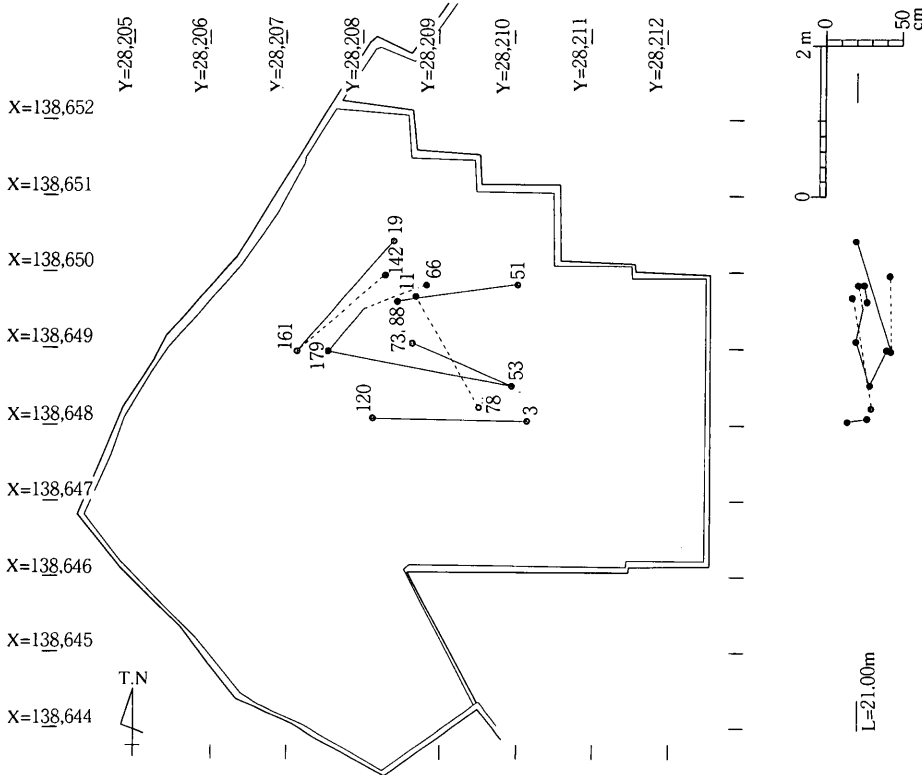 Y=28,205
Y=28,206
Y=28,207
Y=28,208
Y=28,209
Y=28,210
Y=28,211
Y=28,212
X=138,652
X=138,651
X=138,650
X=138,649
X=138,648
X=138,647
X=138,646
X=138,645
X=138,644
19
142
66
11
51
161
88
179
73,
53
120
78
3
T.N
0
2 m
0
50
cm
L=21.00m